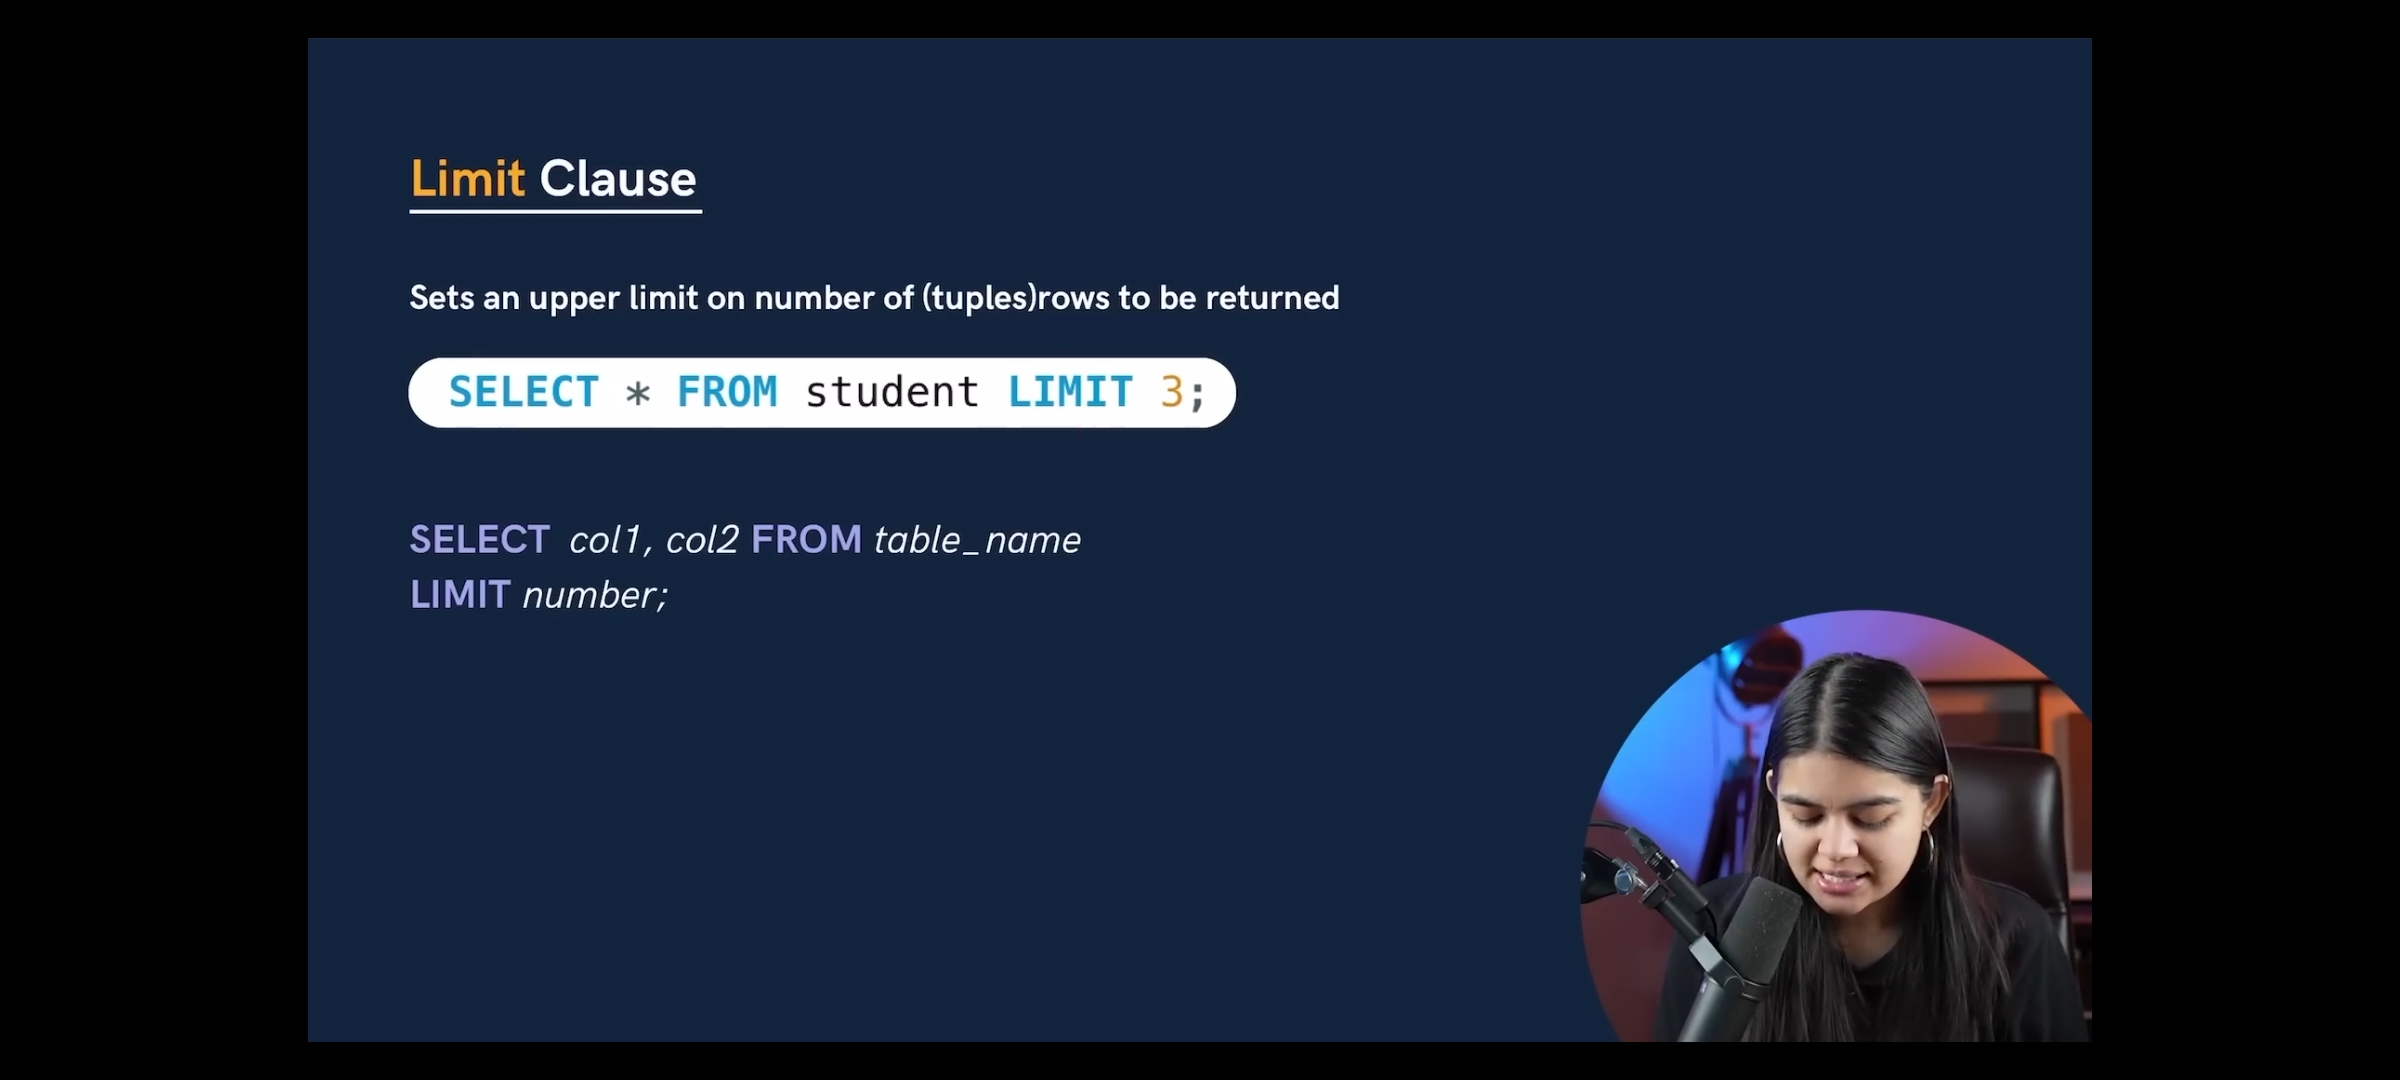 Limit Clause
Sets an upper limit on number of (tuples)rows to be returned
SELECT * FROM student LIMIT 3;
SELECT col1, col2 FROM table_name
LIMIT number;